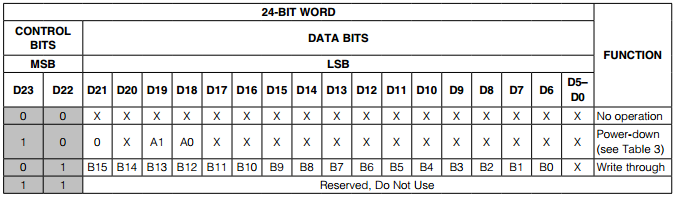 24-BIT WORD
CONTROL BITS DATA BITS FUNCTION
MSB LSB
D23 D22 D21 D20 D19 D18 D17 D16 D15 D14 D13 D12 D11 D10 D9 D8 D7 D6 D5–D0
0 0 X X X X X X X X X X X X X X X X X No operation
1 0 0 X A1 A0 X X X X X X X X X X X X X Power-down (see Table 3)
0 1 B15 B14 B13 B12 B11 B10 B9 B8 B7 B6 B5 B4 B3 B2 B1 B0 X Write through
1 1 Reserved, Do Not Use